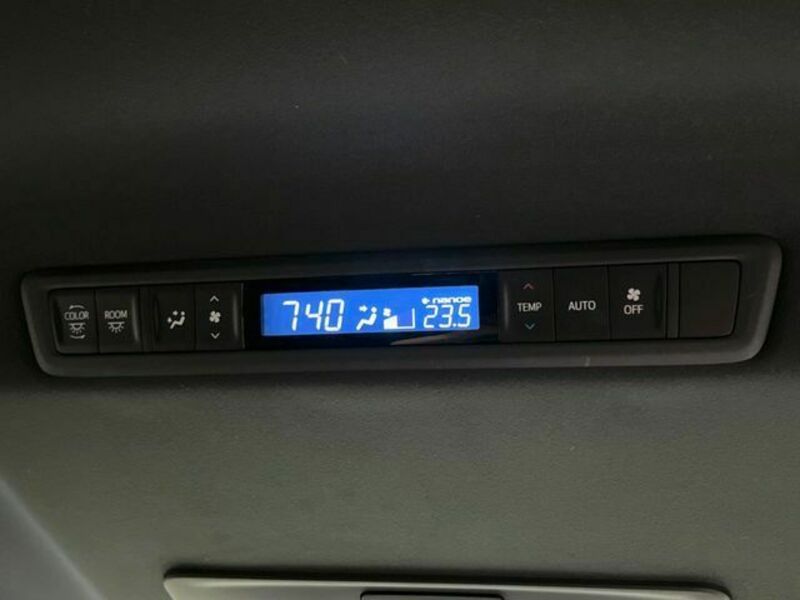 COLOR
ROOM
740
nanoe
23.5
TEMP
AUTO
OFF